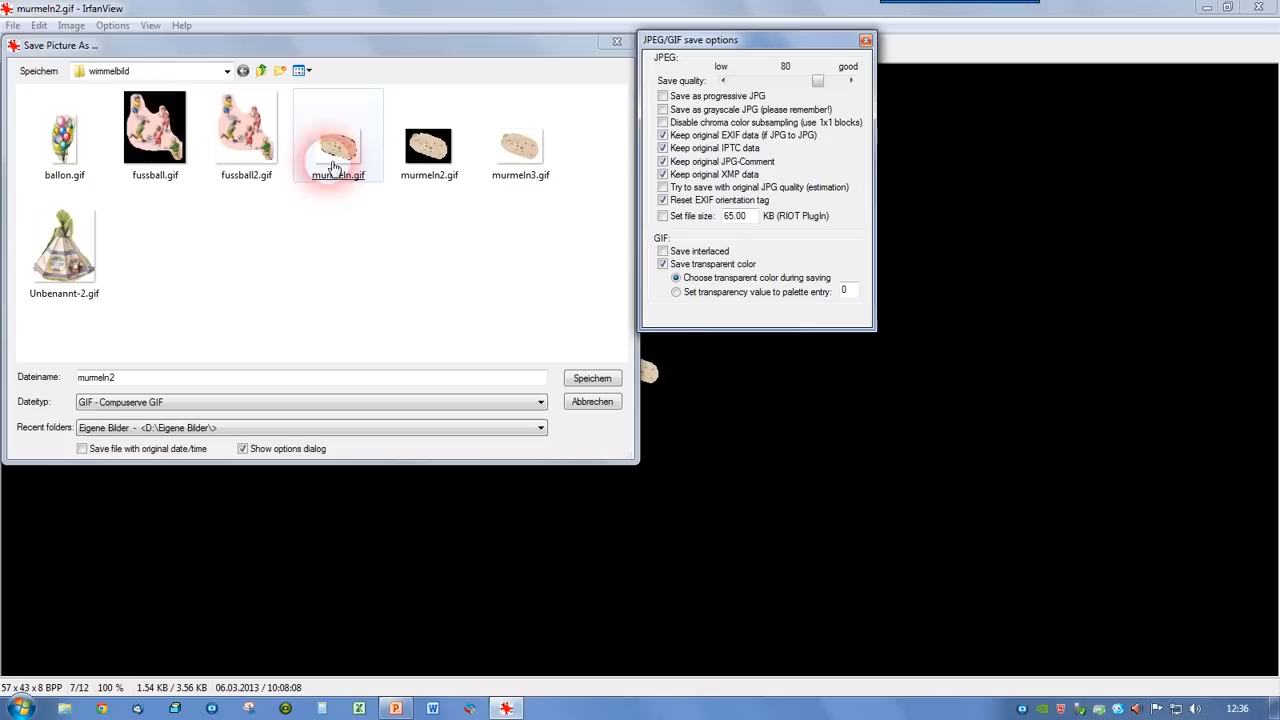 murmeln2.gif - IrfanView
File Edit Image Options View Help
Save Picture As ...
Speichern wimmelbild
ballon.gif fussball.gif fussball2.gif murmeln.gif murmeln2.gif murmeln3.gif
Unbenannt-2.gif
Dateiname: murmeln2 Speichern
Dateityp: GIF - Compuserve GIF Abbrechen
Recent folders: Eigene Bilder - <D:\Eigene Bilder\>
Save file with original date/time Show options dialog
JPEG/GIF save options
JPEG:
low 80 good
Save quality:
Save as progressive JPG
Save as grayscale JPG (please remember!)
Disable chroma color subsampling (use 1x1 blocks)
Keep original EXIF data (if JPG to JPG)
Keep original IPTC data
Keep original JPG-Comment
Keep original XMP data
Try to save with original JPG quality (estimation)
Reset EXIF orientation tag
Set file size: 65.00 KB (RIOT PlugIn)
GIF:
Save interlaced
Save transparent color
Choose transparent color during saving
Set transparency value to palette entry: 0
57 x 43 x 8 BPP 7/12 100 % 1.54 KB / 3.56 KB 06.03.2013 / 10:08:08
12:36